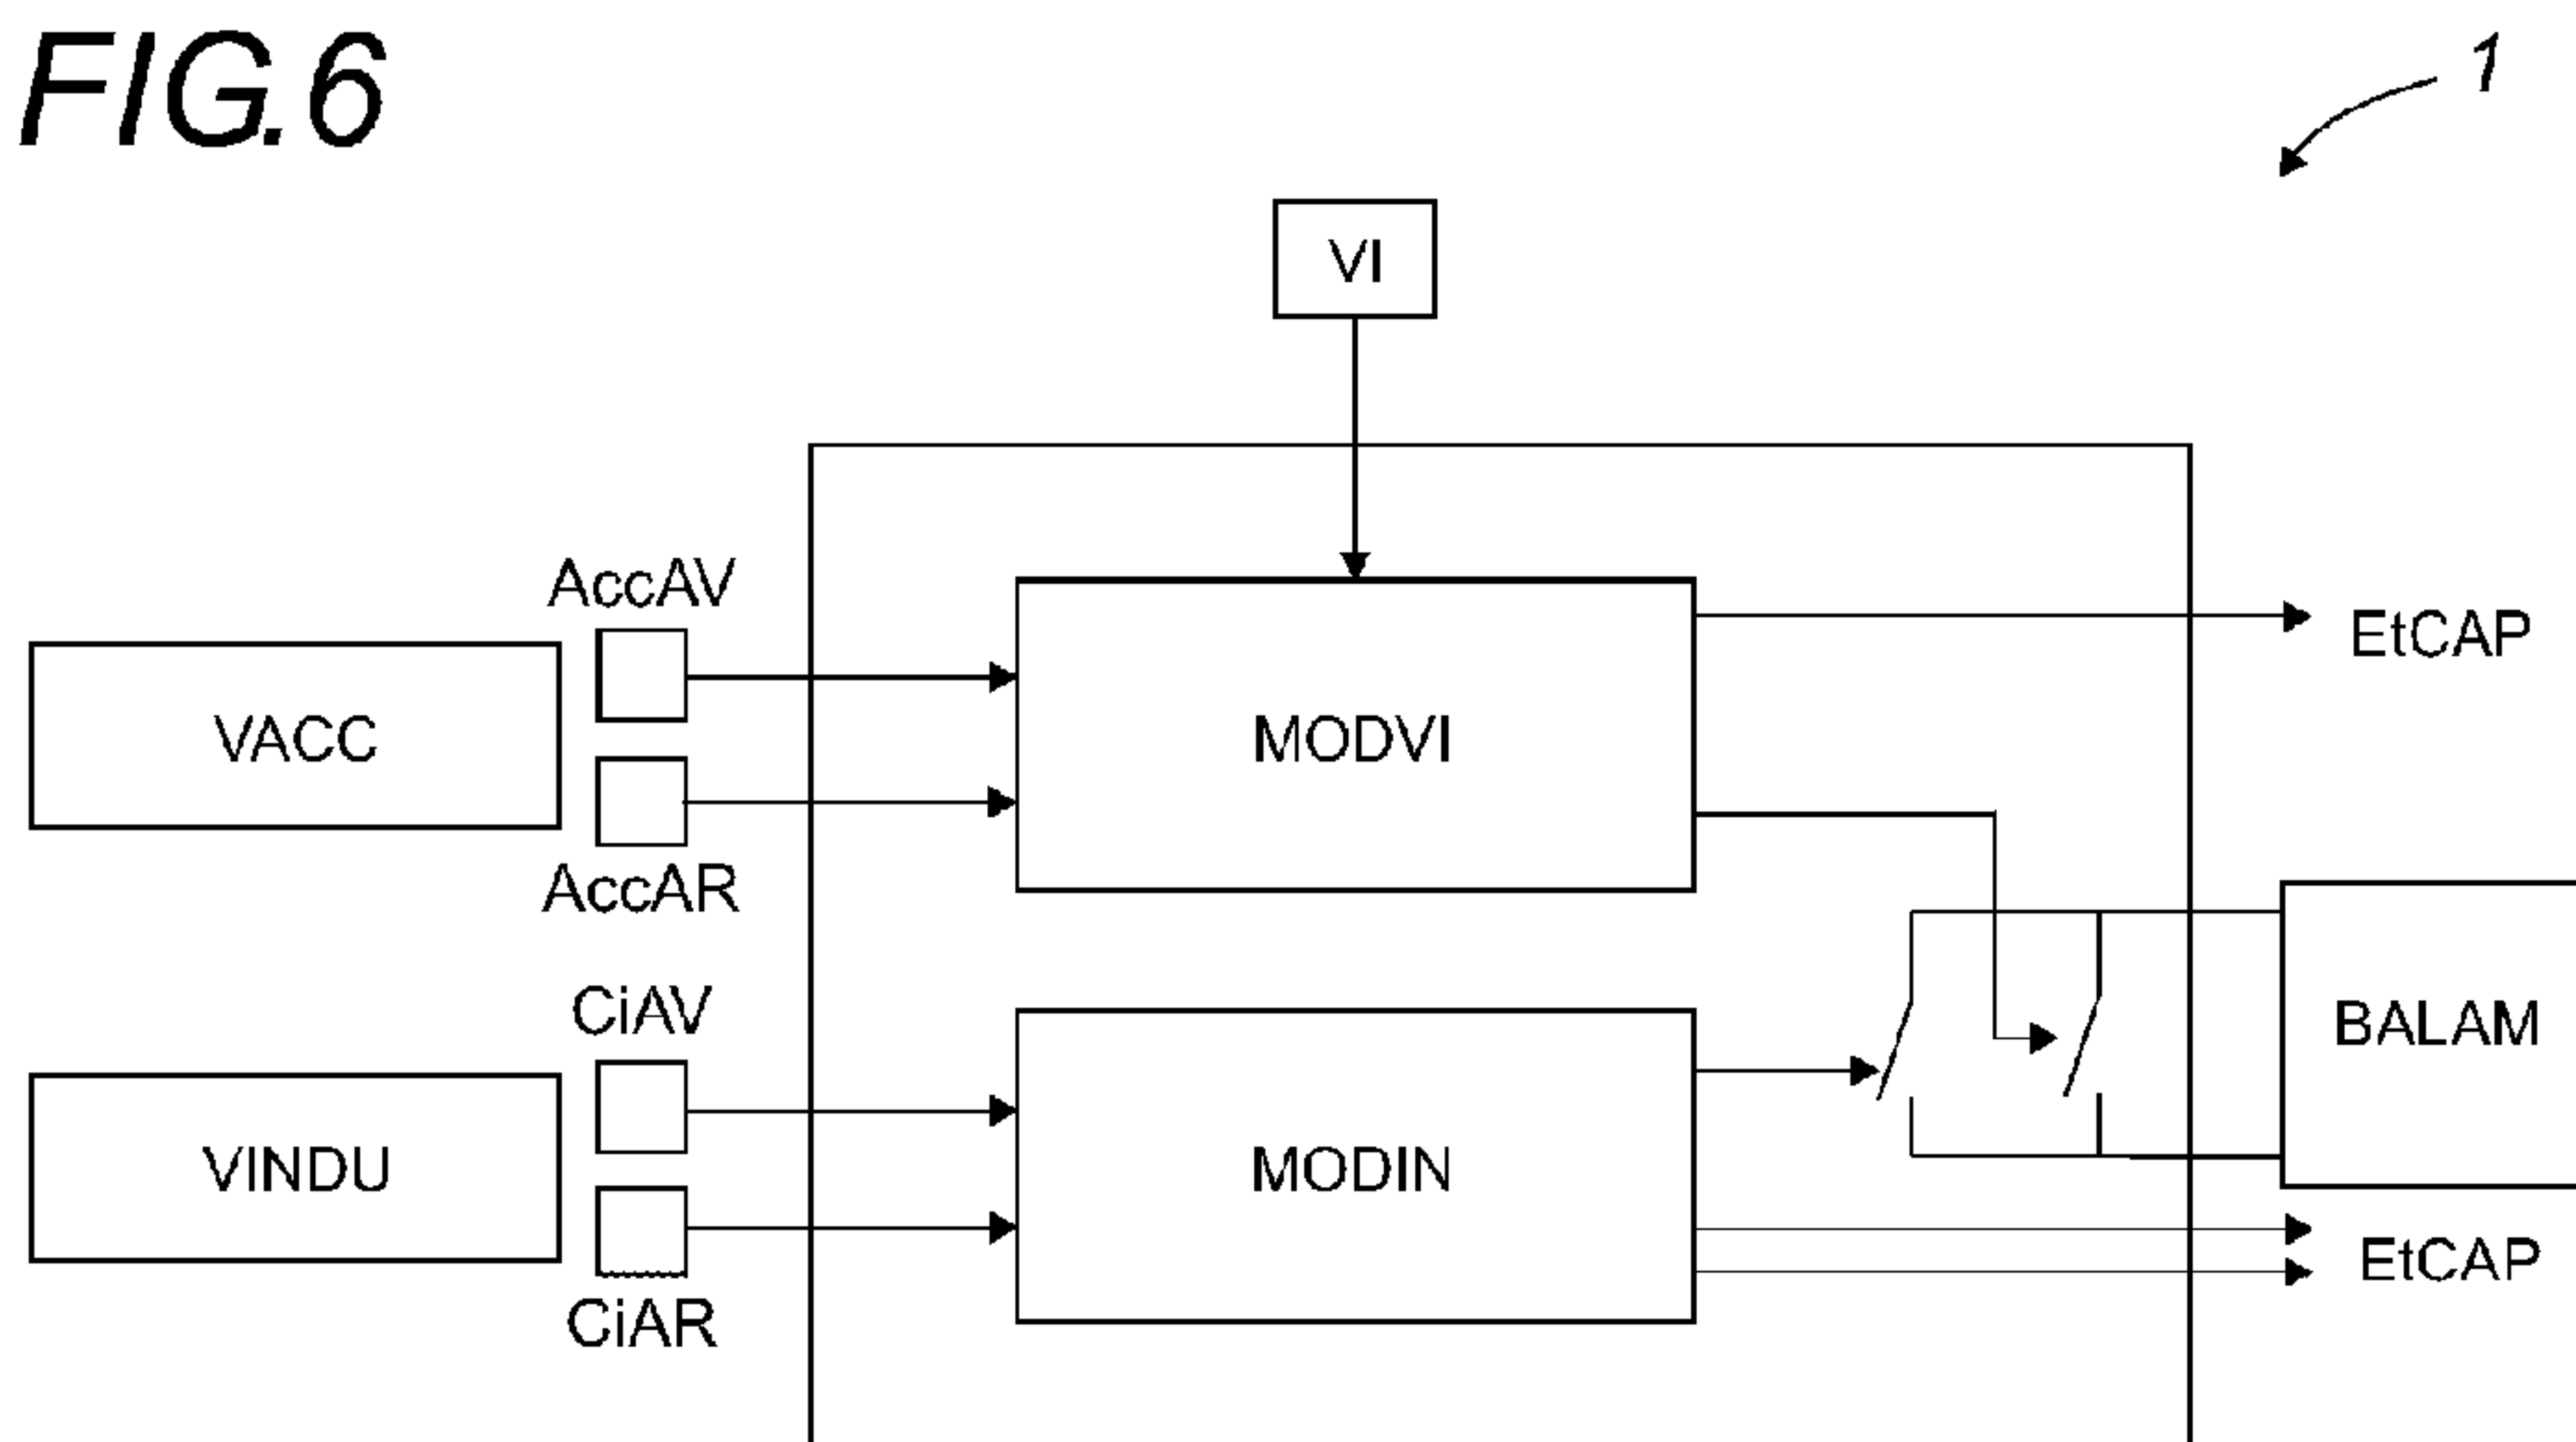 FIG.6
1
VI
AccAV
EtCAP
VACC
MODVI
AccAR
CiAV
BALAM
VINDU
MODIN
EtCAP
CiAR